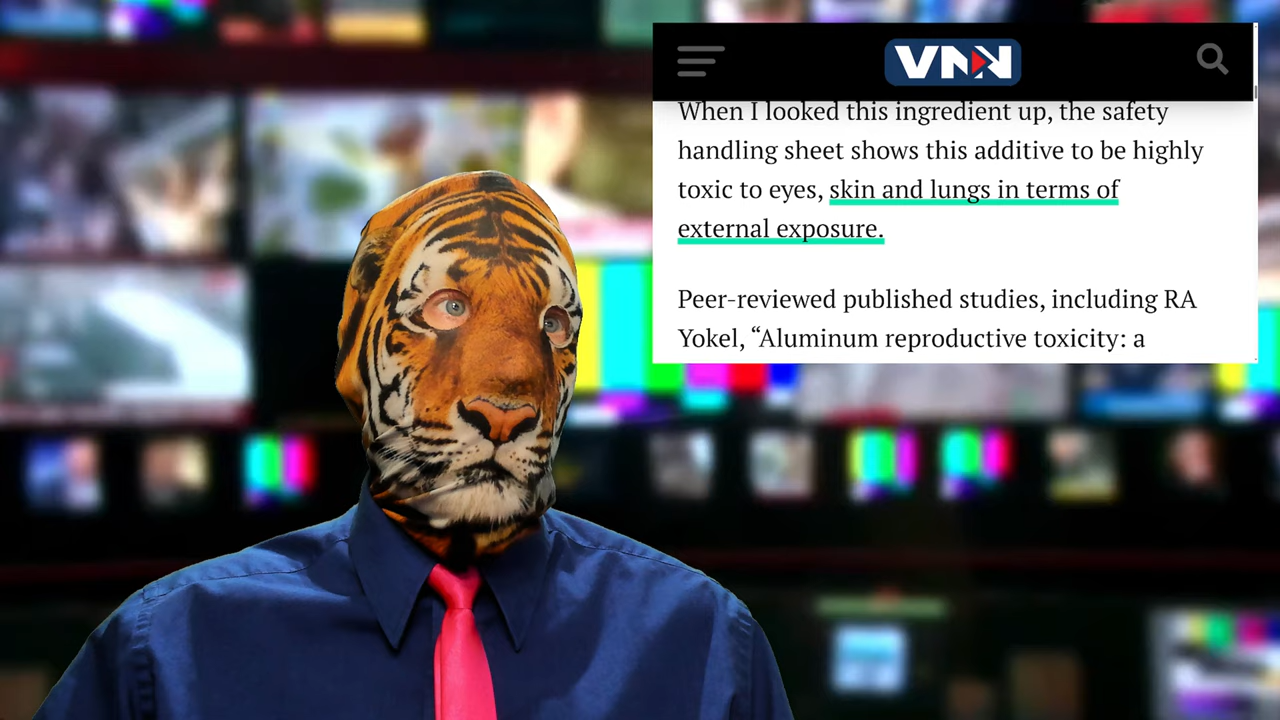 VNN
When I looked this ingredient up, the safety
handling sheet shows this additive to be highly
toxic to eyes, skin and lungs in terms of
external exposure.
Peer-reviewed published studies, including RA
Yokel, “Aluminum reproductive toxicity: a